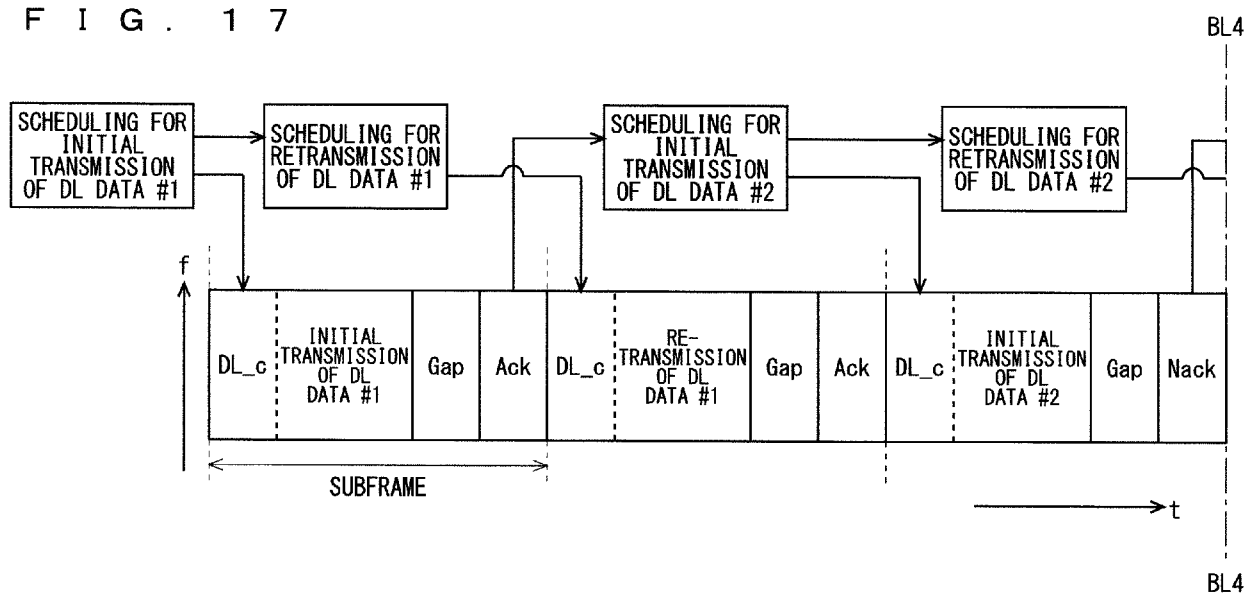 F I G . 1 7
BL4
SCHEDULING FOR
INITIAL
TRANSMISSION
OF DL DATA #1
SCHEDULING FOR
RETRANSMISSION
OF DL DATA #1
SCHEDULING FOR
INITIAL
TRANSMISSION
OF DL DATA #2
SCHEDULING FOR
RETRANSMISSION
OF DL DATA #2
f
DL_c
INITIAL
TRANSMISSION
OF DL
DATA #1
Gap
Ack
DL_c
RE-
TRANSMISSION
OF DL
DATA #1
Gap
Ack
DL_c
INITIAL
TRANSMISSION
OF DL
DATA #2
Gap
Nack
SUBFRAME
t
BL4